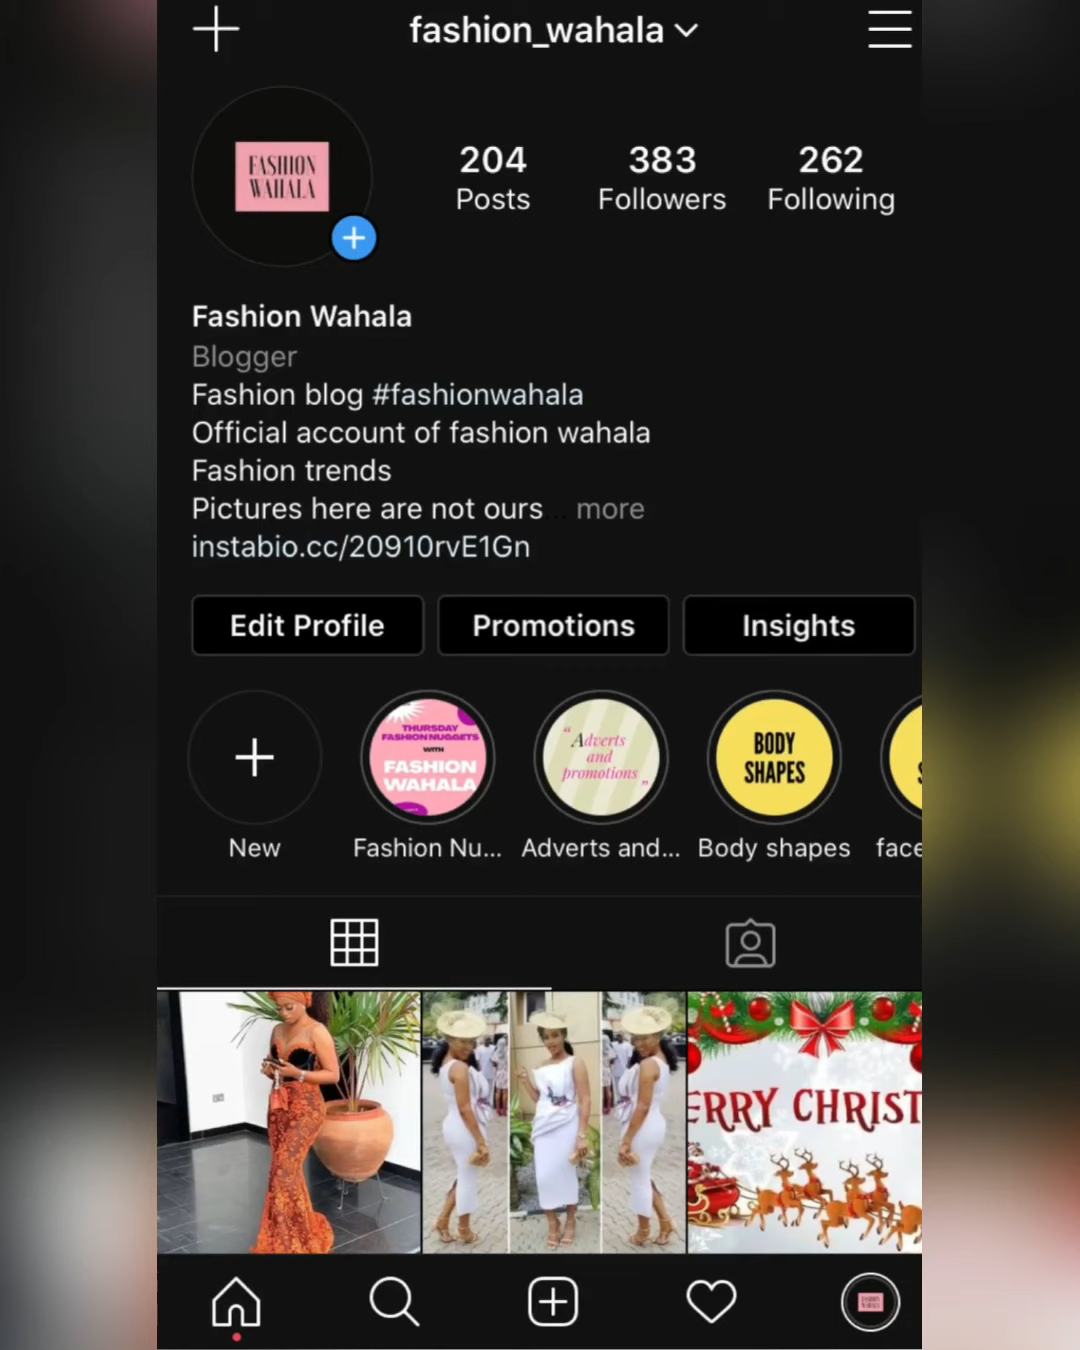 fashion_wahala
FASHION
WAHALA
204
Posts
383
Followers
262
Following
Fashion Wahala
Blogger
Fashion blog #fashionwahala
Official account of fashion wahala
Fashion trends
Pictures here are not ours... more
instabio.cc/20910rvE1Gn
Edit Profile
Promotions
Insights
THURSDAY
FASHION NUGGETS
WITH
FASHION
WAHALA
“Adverts
and
promotions„
BODY
SHAPES
New
Fashion Nu...
Adverts and...
Body shapes
face
ERRY CHRIST